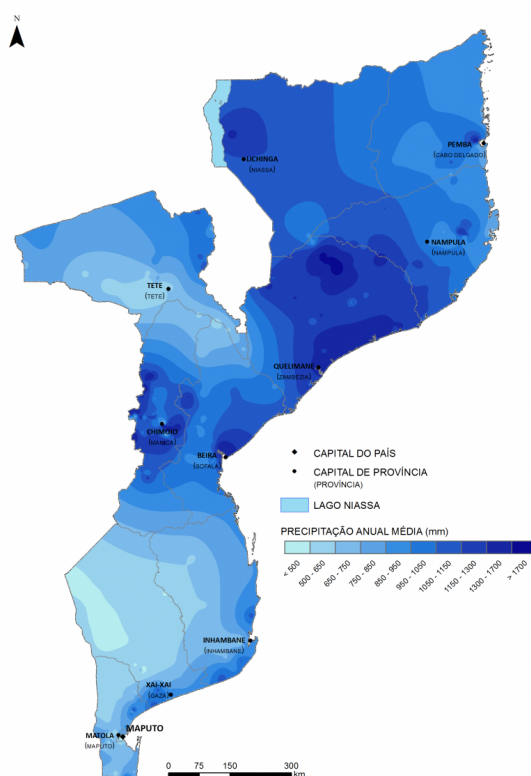 N
LICHINGA
(NIASSA)
PEMBA
(CABO DELGADO)
NAMPULA
(NAMPULA)
TETE
(TETE)
QUELIMANE
(ZAMBEZIA)
CHIMOIO
(MANICA)
BEIRA
(SOFALA)
CAPITAL DO PAÍS
CAPITAL DE PROVÍNCIA
(PROVÍNCIA)
LAGO NIASSA
PRECIPITAÇÃO ANUAL MÉDIA (mm)
< 500
500 - 650
650 - 750
750 - 850
850 - 950
950 - 1050
1050 - 1150
1150 - 1300
1300 - 1700
> 1700
INHAMBANE
(INHAMBANE)
XAI-XAI
(GAZA)
MAPUTO
MATOLA
(MAPUTO)
0 75 150 300
km